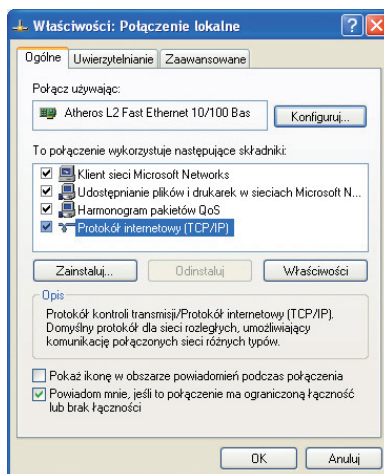 Właściwości: Połączenie lokalne
Ogólne Uwierzytelnianie Zaawansowane
Połącz używając:
Atheros L2 Fast Ethernet 10/100 Bas
Konfiguruj...
To połączenie wykorzystuje następujące składniki:
Klient sieci Microsoft Networks
Udostępnianie plików i drukarek w sieciach Microsoft N...
Harmonogram pakietów QoS
Protokół internetowy (TCP/IP)
Zainstaluj... Odinstaluj Właściwości
Opis
Protokół kontroli transmisji/Protokół internetowy (TCP/IP).
Domyślny protokół dla sieci rozległych, umożliwiający
komunikację połączonych sieci różnych typów.
Pokaż ikonę w obszarze powiadomień podczas połączenia
Powiadom mnie, jeśli to połączenie ma ograniczoną łączność
lub brak łączności
OK Anuluj